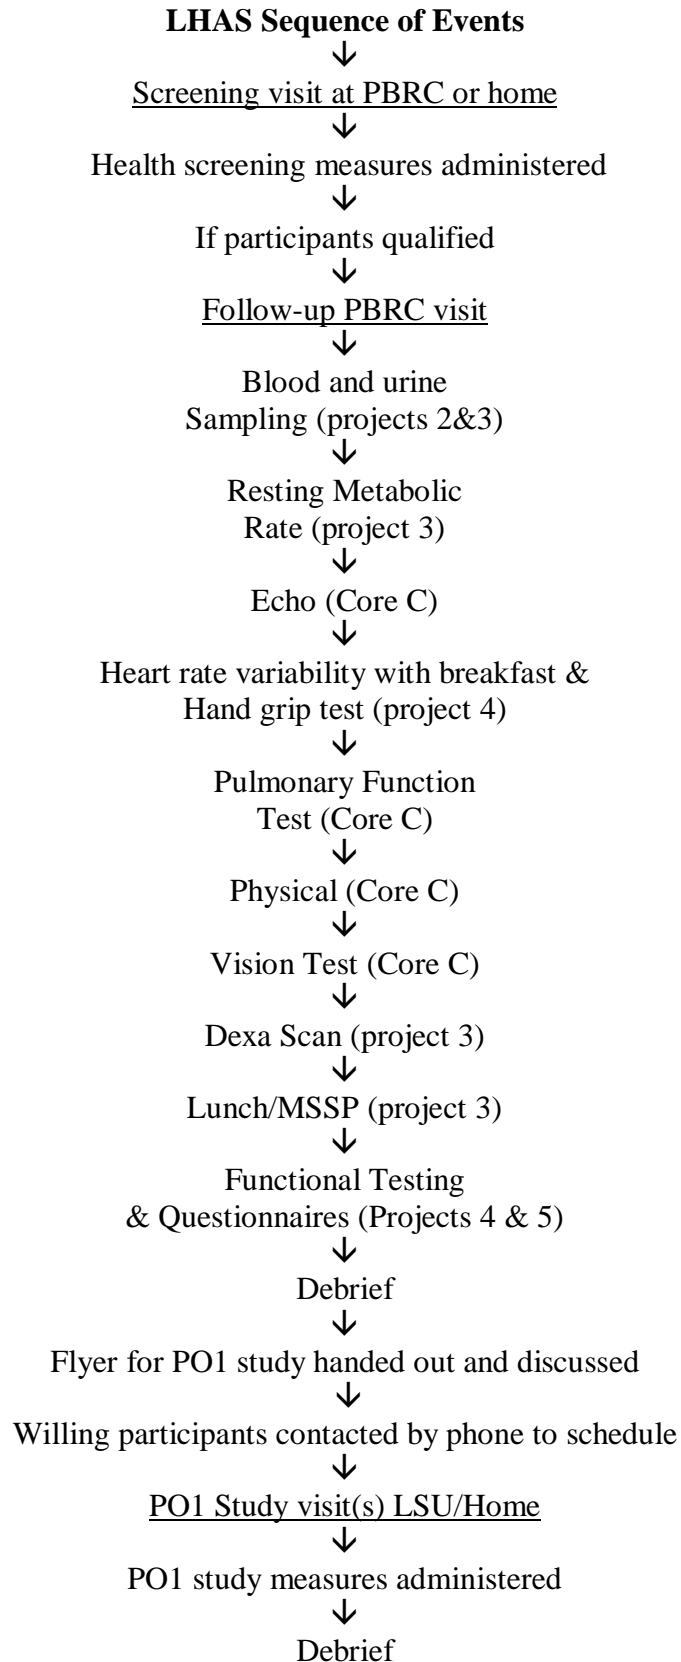 LHAS Sequence of Events
Screening visit at PBRC or home
Health screening measures administered
If participants qualified
Follow-up PBRC visit
Blood and urine
Sampling (projects 2&3)
Resting Metabolic
Rate (project 3)
Echo (Core C)
Heart rate variability with breakfast &
Hand grip test (project 4)
Pulmonary Function
Test (Core C)
Physical (Core C)
Vision Test (Core C)
Dexa Scan (project 3)
Lunch/MSSP (project 3)
Functional Testing
& Questionnaires (Projects 4 & 5)
Debrief
Flyer for PO1 study handed out and discussed
Willing participants contacted by phone to schedule
PO1 Study visit(s) LSU/Home
PO1 study measures administered
Debrief